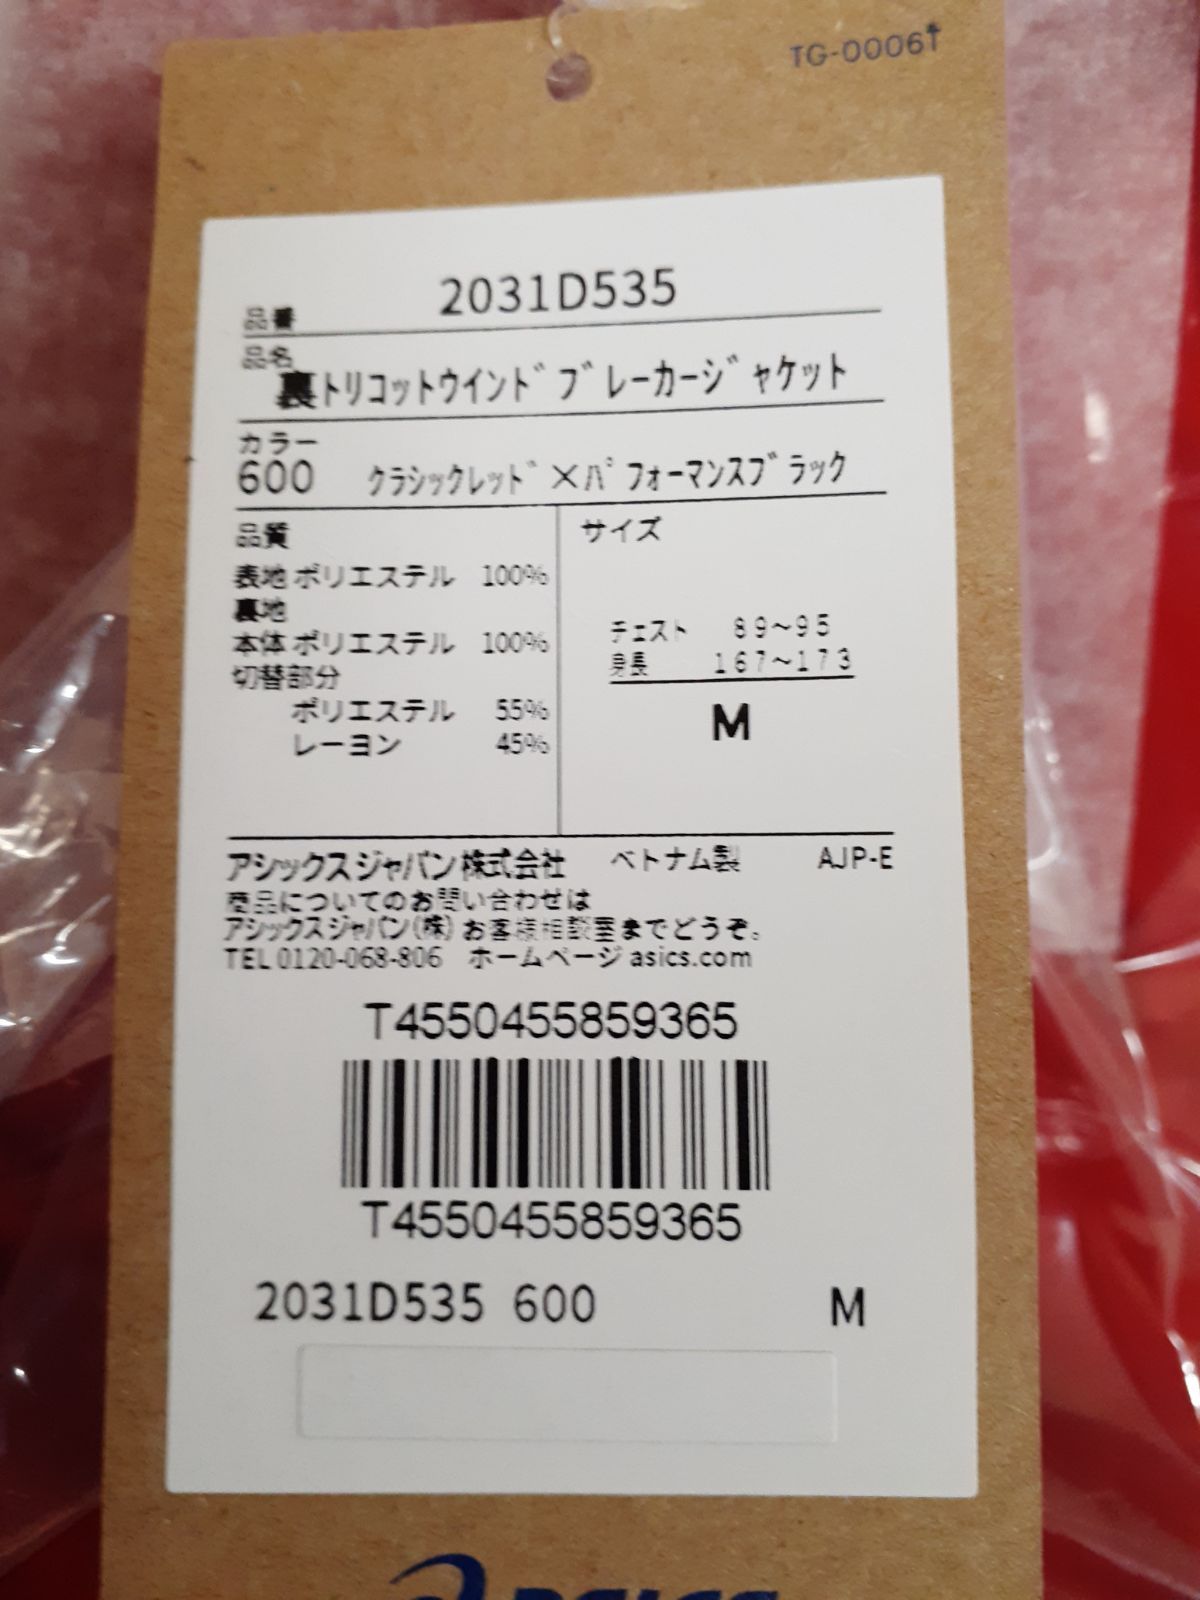 TG-0006†
2031D535
品番
品名
裏トリコットウインドブレーカージャケット
カラー
600 クラシックレッド×パフォーマンスブラック
品質
サイズ
表地 ポリエステル 100%
裏地
本体 ポリエステル 100%
切替部分
ポリエステル 55%
レーヨン 45%
チェスト 89~95
身長 167~173
M
アシックスジャパン株式会社 ベトナム製 AJP-E
商品についてのお問い合わせは
アシックスジャパン(株)お客様相談室までどうぞ。
TEL 0120-068-806 ホームページ asics.com
T4550455859365
T4550455859365
2031D535 600 M
asics